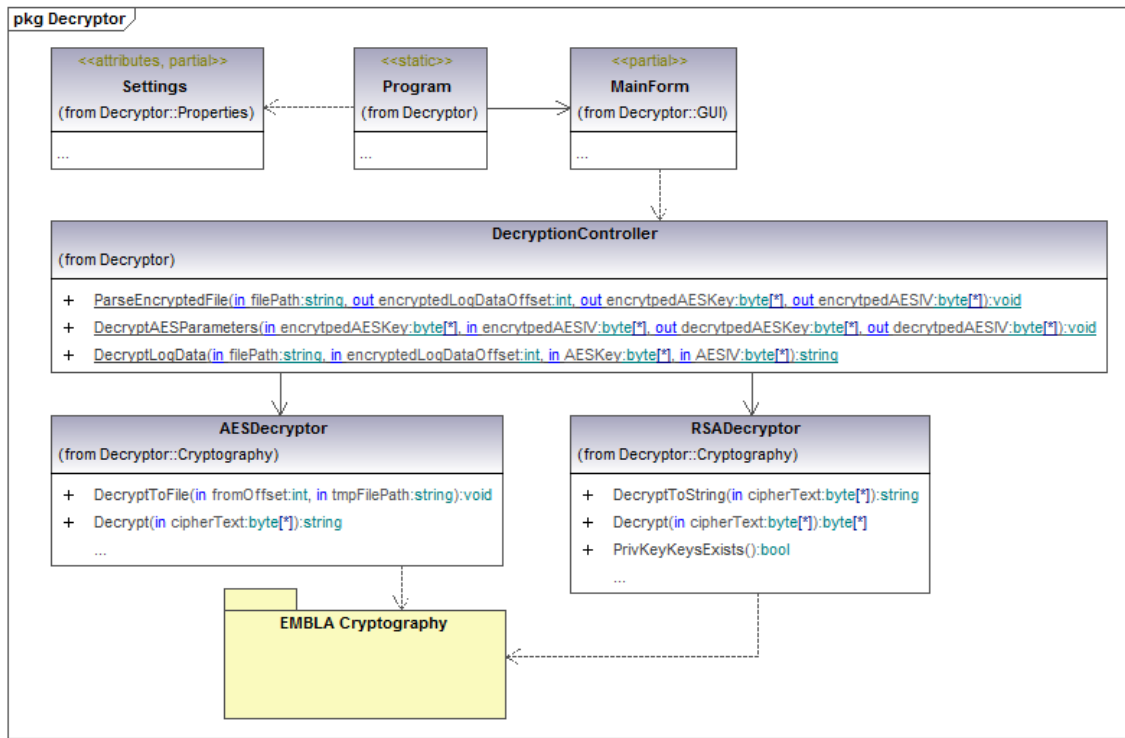 pkg Decryptor
<<attributes, partial>>
Settings
(from Decryptor::Properties)
...
<<static>>
Program
(from Decryptor)
...
<<partial>>
MainForm
(from Decryptor::GUI)
...
DecryptionController
(from Decryptor)
+ ParseEncryptedFile(in filePath:string, out encryptedLogDataOffset:int, out encrytpedAESKey:byte[*], out encrytpedAESIV:byte[*]):void
+ DecryptAESParameters(in encrytpedAESKey:byte[*], in encrytpedAESIV:byte[*], out decrytpedAESKey:byte[*], out decrytpedAESIV:byte[*]):void
+ DecryptLogData(in filePath:string, in encryptedLogDataOffset:int, in AESKey:byte[*], in AESIV:byte[*]):string
AESDecryptor
(from Decryptor::Cryptography)
+ DecryptToFile(in fromOffset:int, in tmpFilePath:string):void
+ Decrypt(in cipherText:byte[*]):string
...
RSADecryptor
(from Decryptor::Cryptography)
+ DecryptToString(in cipherText:byte[*]):string
+ Decrypt(in cipherText:byte[*]):byte[*]
+ PrivKeyKeysExists():bool
...
EMBLA Cryptography